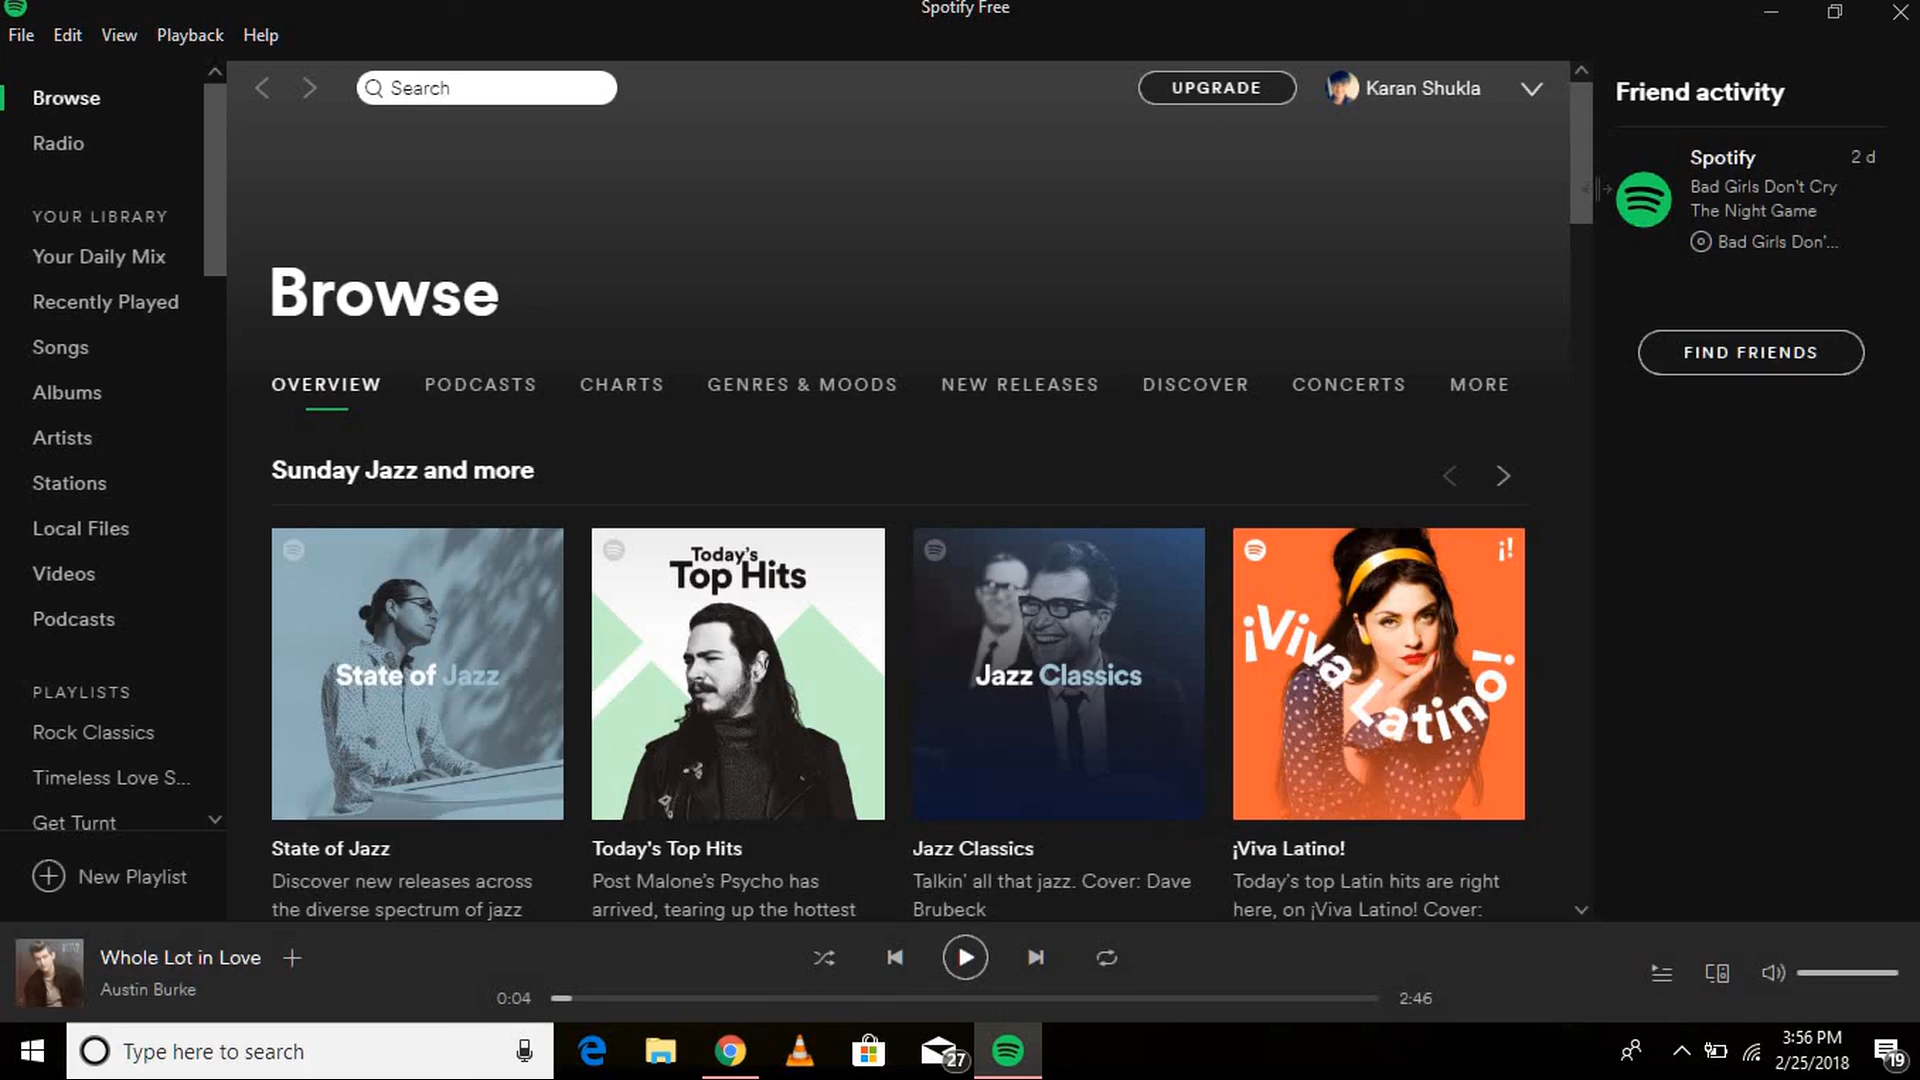 Spotify Free
File Edit View Playback Help
Browse
Radio
YOUR LIBRARY
Your Daily Mix
Recently Played
Songs
Albums
Artists
Stations
Local Files
Videos
Podcasts
PLAYLISTS
Rock Classics
Timeless Love S...
Get Turnt
New Playlist
Search
UPGRADE
Karan Shukla
Browse
OVERVIEW PODCASTS CHARTS GENRES & MOODS NEW RELEASES DISCOVER CONCERTS MORE
Sunday Jazz and more
State of Jazz
Today's
Top Hits
Jazz Classics
¡Viva
Latino!
¡!
State of Jazz
Discover new releases across
the diverse spectrum of jazz
Today's Top Hits
Post Malone's Psycho has
arrived, tearing up the hottest
Jazz Classics
Talkin' all that jazz. Cover: Dave
Brubeck
¡Viva Latino!
Today's top Latin hits are right
here, on ¡Viva Latino! Cover:
Friend activity
Spotify 2 d
Bad Girls Don't Cry
The Night Game
Bad Girls Don'...
FIND FRIENDS
Whole Lot in Love
Austin Burke
0:04
2:46
Type here to search
27
3:56 PM
2/25/2018
19